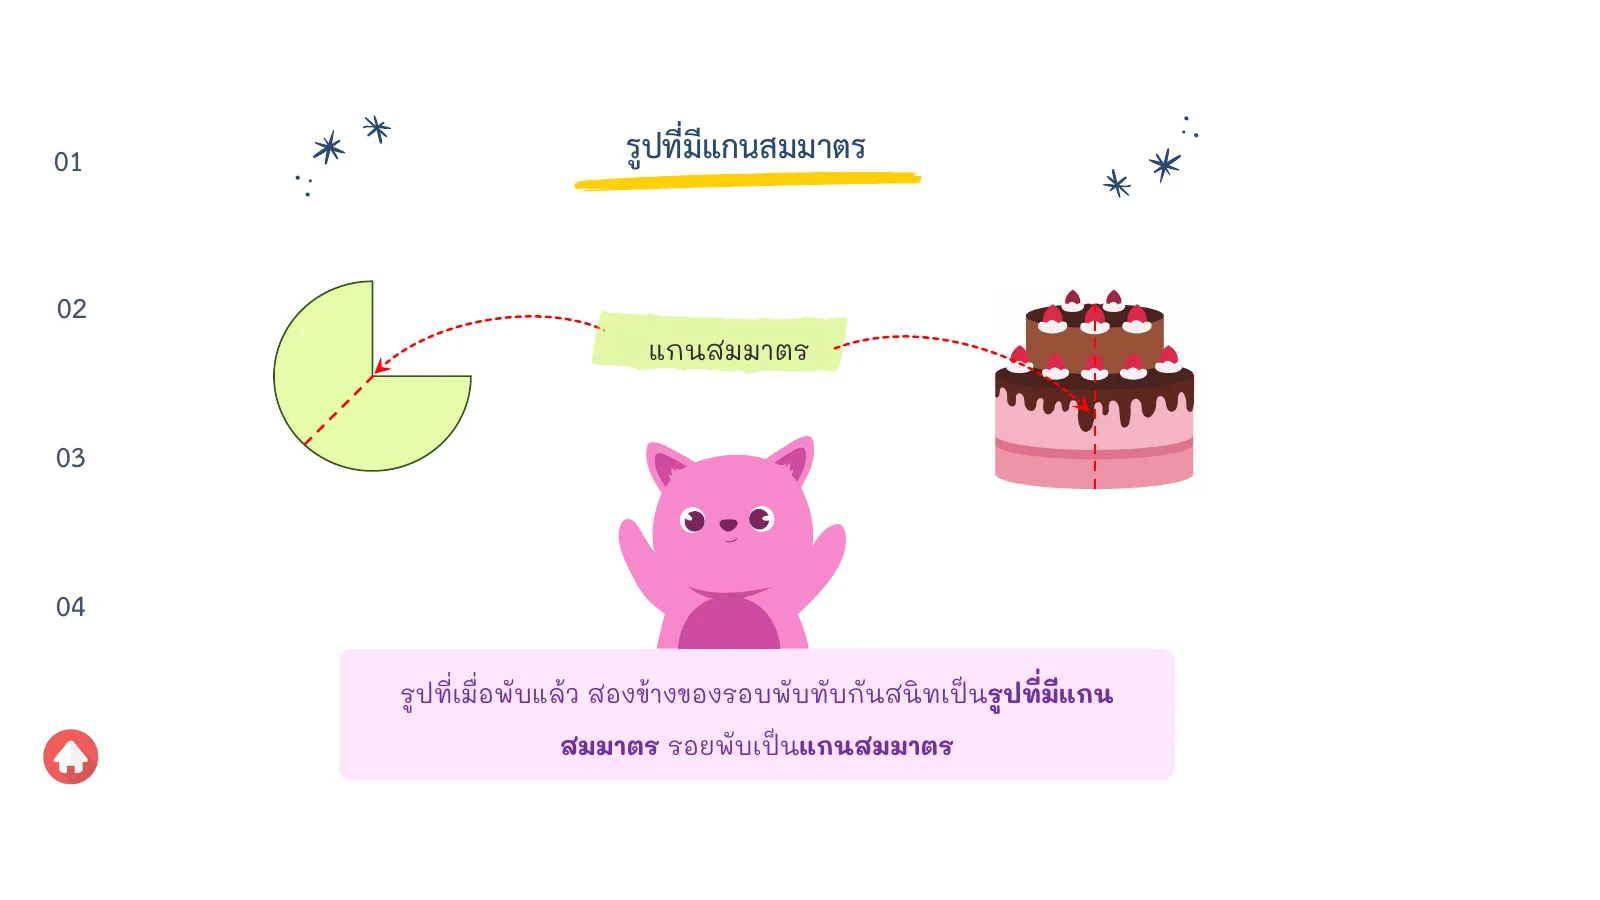 รูปที่มีแกนสมมาตร
01
02
แกนสมมาตร
03
04
รูปที่เมื่อพับแล้ว สองข้างของรอบพับทับกันสนิทเป็นรูปที่มีแกน
สมมาตร รอยพับเป็นแกนสมมาตร